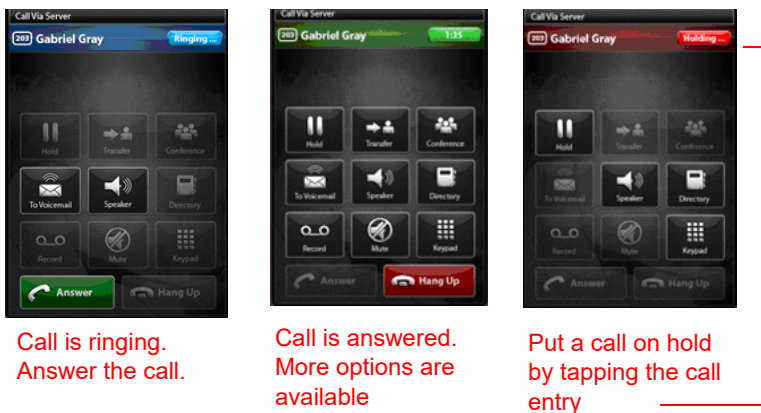 Call Via Server
203 Gabriel Gray Ringing ...
Hold Transfer Conference
To Voicemail Speaker Directory
Record Mute Keypad
Answer Hang Up
Call is ringing.
Answer the call.
Call Via Server
203 Gabriel Gray 1:35
Hold Transfer Conference
To Voicemail Speaker Directory
Record Mute Keypad
Answer Hang Up
Call is answered.
More options are
available
Call Via Server
203 Gabriel Gray Holding ...
Hold Transfer Conference
To Voicemail Speaker Directory
Record Mute Keypad
Answer Hang Up
Put a call on hold
by tapping the call
entry